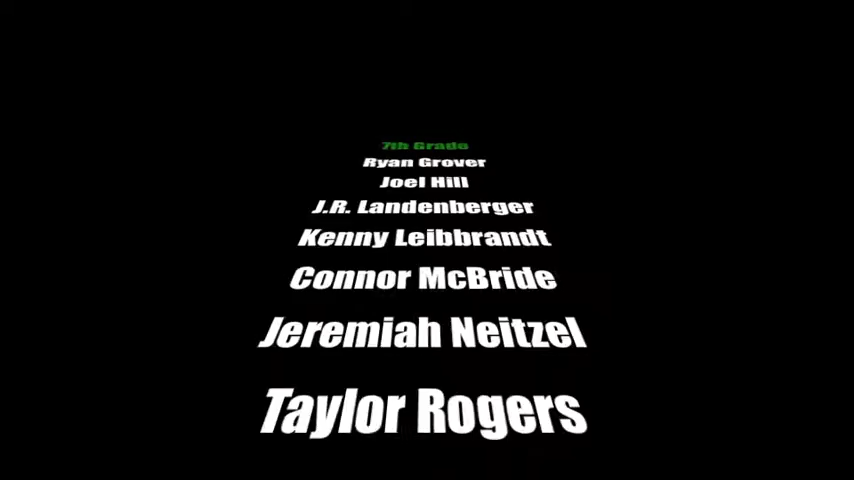 7th Grade
Ryan Grover
Joel Hill
J.R. Landenberger
Kenny Leibbrandt
Connor McBride
Jeremiah Neitzel
Taylor Rogers